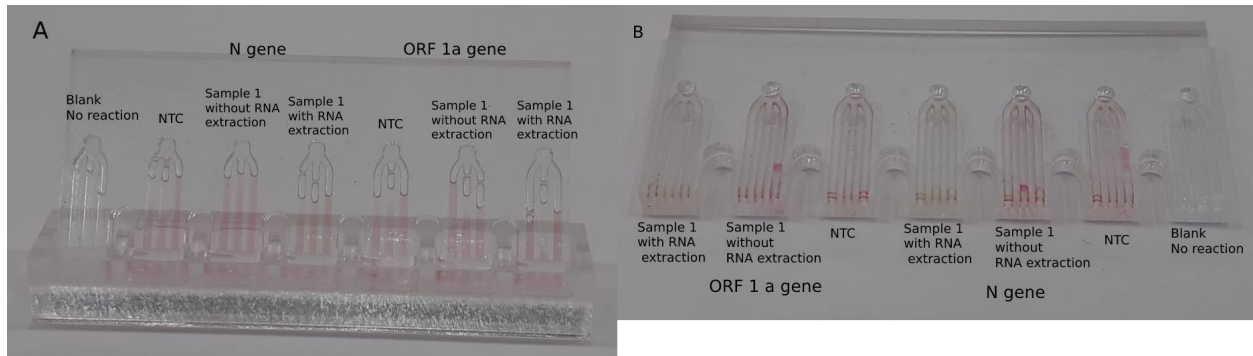 A
N gene
ORF 1a gene
Blank
No reaction
NTC
Sample 1
without RNA
extraction
Sample 1
with RNA
extraction
NTC
Sample 1
without RNA
extraction
Sample 1
with RNA
extraction
B
Sample 1
with RNA
extraction
Sample 1
without
RNA extraction
NTC
Sample 1
with RNA
extraction
Sample 1
without
RNA extraction
NTC
Blank
No reaction
ORF 1 a gene
N gene